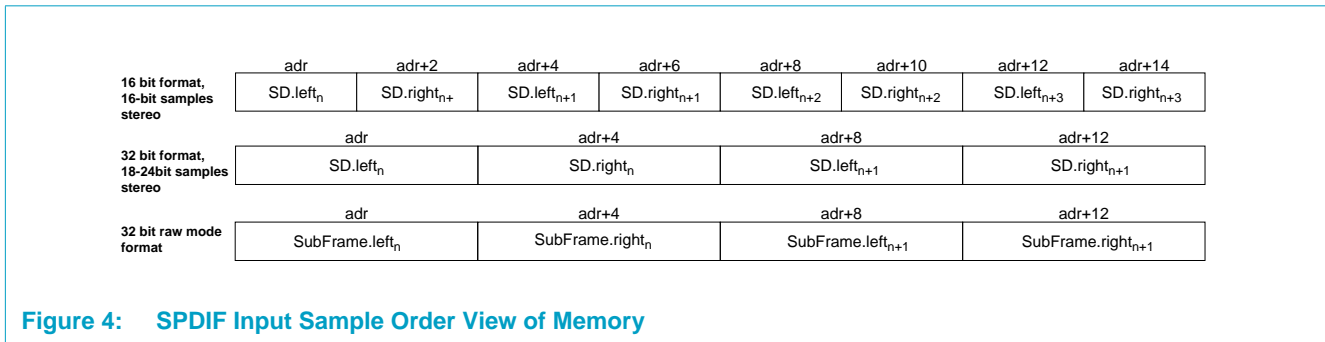 adr adr+2 adr+4 adr+6 adr+8 adr+10 adr+12 adr+14
16 bit format,
16-bit samples
stereo
SD.leftₙ SD.rightₙ₊ SD.leftₙ₊₁ SD.rightₙ₊₁ SD.leftₙ₊₂ SD.rightₙ₊₂ SD.leftₙ₊₃ SD.rightₙ₊₃
adr adr+4 adr+8 adr+12
32 bit format,
18-24bit samples
stereo
SD.leftₙ SD.rightₙ SD.leftₙ₊₁ SD.rightₙ₊₁
adr adr+4 adr+8 adr+12
32 bit raw mode
format
SubFrame.leftₙ SubFrame.rightₙ SubFrame.leftₙ₊₁ SubFrame.rightₙ₊₁
Figure 4: SPDIF Input Sample Order View of Memory